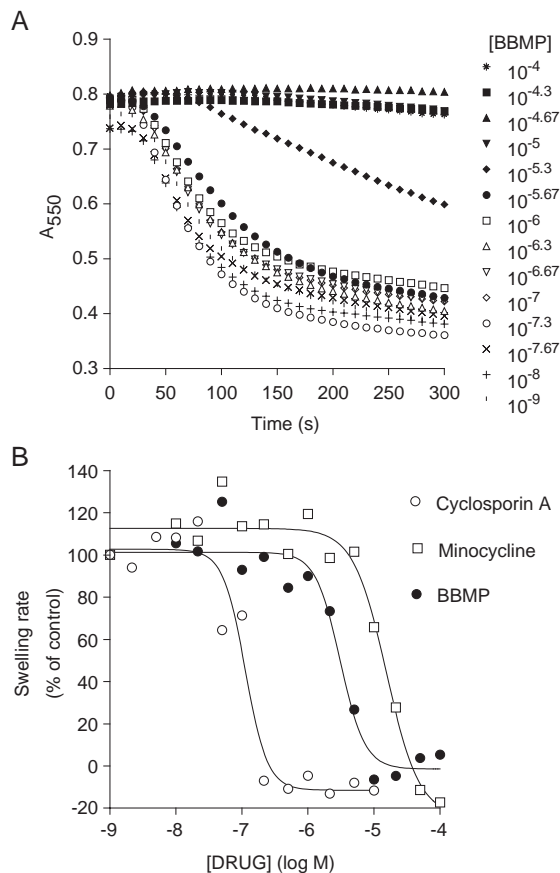 A
[BBMP]
10-4
10-4.3
10-4.67
10-5
10-5.3
10-5.67
10-6
10-6.3
10-6.67
10-7
10-7.3
10-7.67
10-8
10-9
0.9
0.8
0.7
0.6
0.5
0.4
0.3
A550
0 50 100 150 200 250 300
Time (s)
B
140
120
100
80
60
40
20
0
-20
Swelling rate
(% of control)
Cyclosporin A
Minocycline
BBMP
-9 -8 -7 -6 -5 -4
[DRUG] (log M)